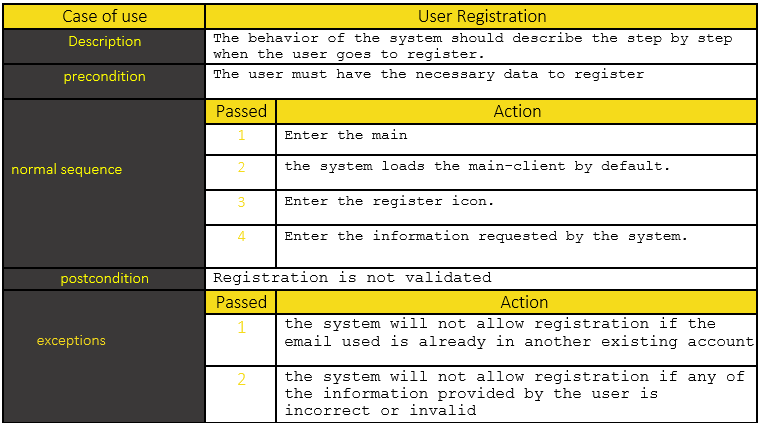 Case of use User Registration
Description The behavior of the system should describe the step by step
when the user goes to register.
precondition The user must have the necessary data to register
normal sequence
Passed Action
1 Enter the main
2 the system loads the main-client by default.
3 Enter the register icon.
4 Enter the information requested by the system.
postcondition Registration is not validated
exceptions
Passed Action
1 the system will not allow registration if the
email used is already in another existing account
2 the system will not allow registration if any of
the information provided by the user is
incorrect or invalid